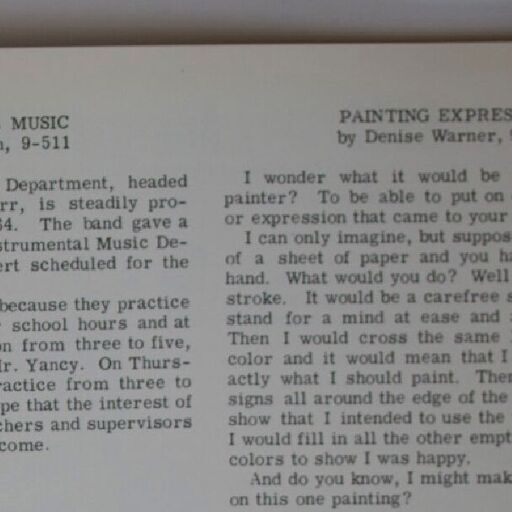 MUSIC
9-511
Department, headed
rr, is steadily pro-
64. The band gave a
strumental Music De-
ert scheduled for the
because they practice
school hours and at
on from three to five,
Mr. Yancy. On Thurs-
ractice from three to
pe that the interest of
chers and supervisors
come.
PAINTING EXPRES
by Denise Warner,
I wonder what it would be
painter? To be able to put on
or expression that came to your
I can only imagine, but suppos
of a sheet of paper and you ha
hand. What would you do? Well
stroke. It would be a carefree s
stand for a mind at ease and
Then I would cross the same
color and it would mean that I
actly what I should paint. Then
signs all around the edge of the
show that I intended to use the
I would fill in all the other empt
colors to show I was happy.
And do you know, I might mak
on this one painting?